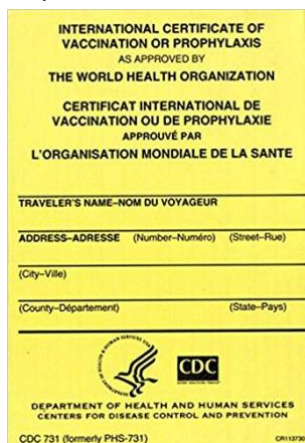 INTERNATIONAL CERTIFICATE OF
VACCINATION OR PROPHYLAXIS
AS APPROVED BY
THE WORLD HEALTH ORGANIZATION
CERTIFICAT INTERNATIONAL DE
VACCINATION OU DE PROPHYLAXIE
APPROUVÉ PAR
L'ORGANISATION MONDIALE DE LA SANTE
TRAVELER'S NAME–NOM DU VOYAGEUR
ADDRESS–ADRESSE (Number–Numéro) (Street–Rue)
(City–Ville)
(County–Département) (State–Pays)
CDC
DEPARTMENT OF HEALTH AND HUMAN SERVICES
CENTERS FOR DISEASE CONTROL AND PREVENTION
CDC 731 (formerly PHS-731)